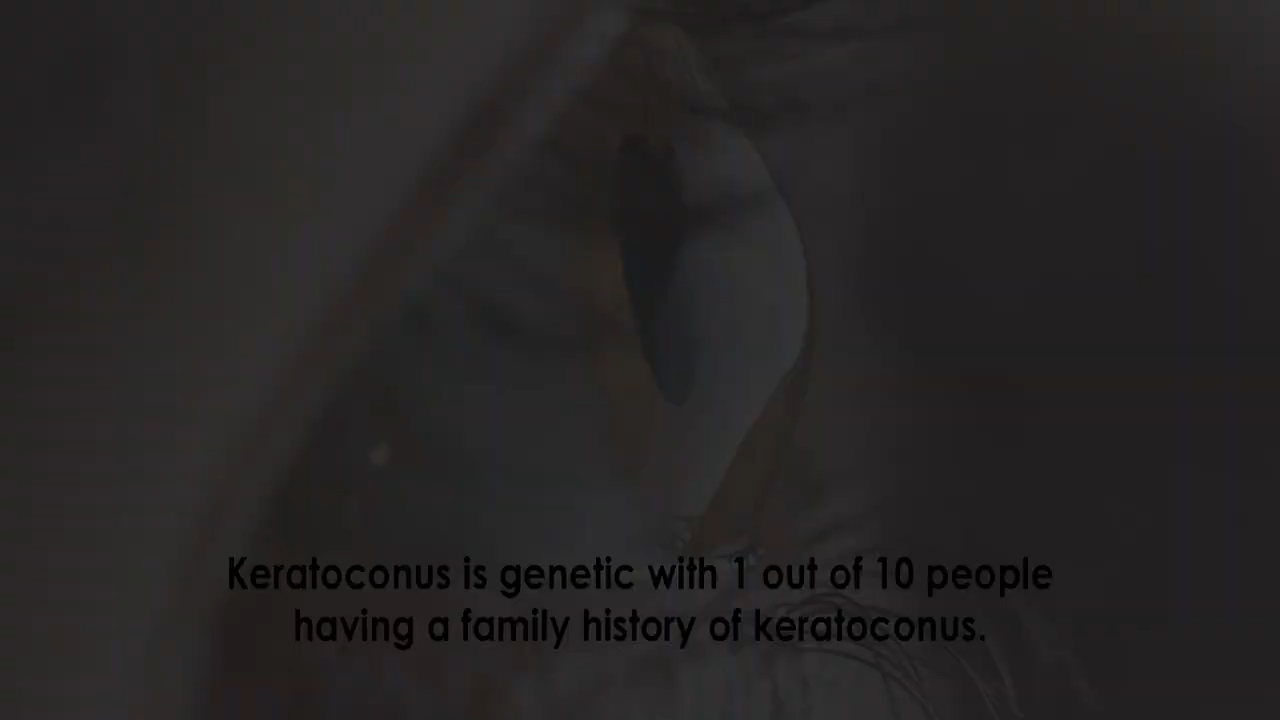 Keratoconus is genetic with 1 out of 10 people
having a family history of keratoconus.